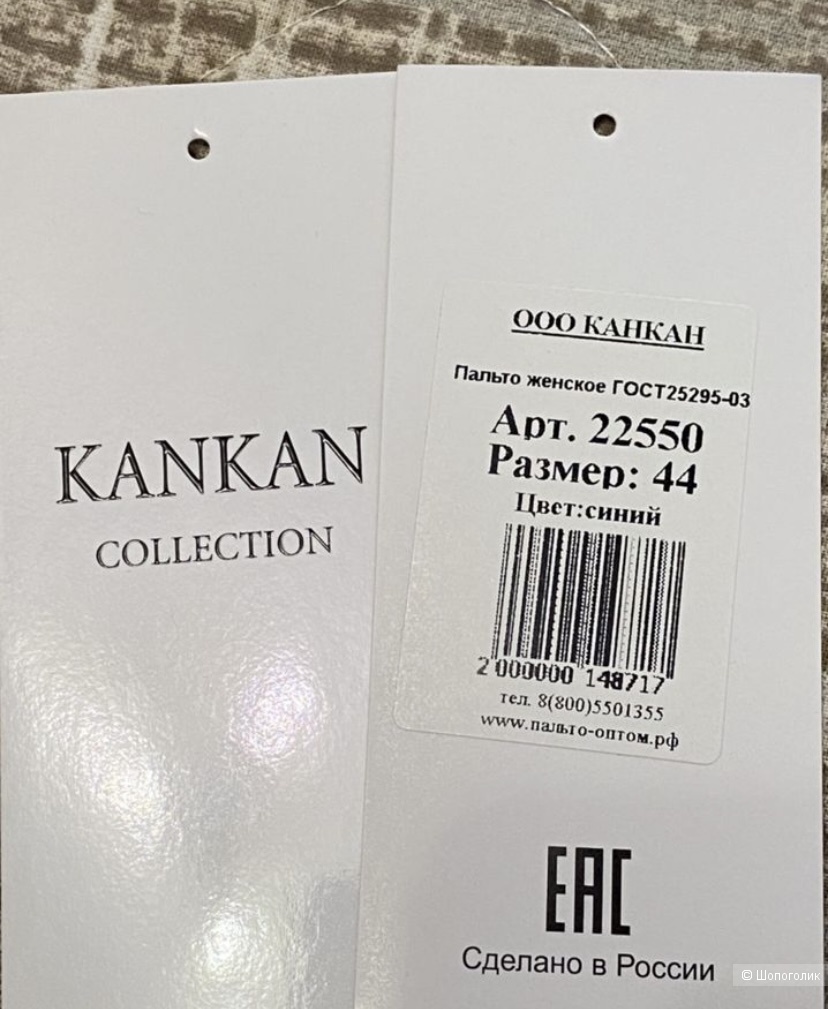 KANKAN
COLLECTION
ООО КАНКАН
Пальто женское ГОСТ25295-03
Арт. 22550
Размер: 44
Цвет:синий
2 000000 148717
тел. 8(800)5501355
www.пальто-оптом.рф
ЕАС
Сделано в России
© Шопоголик